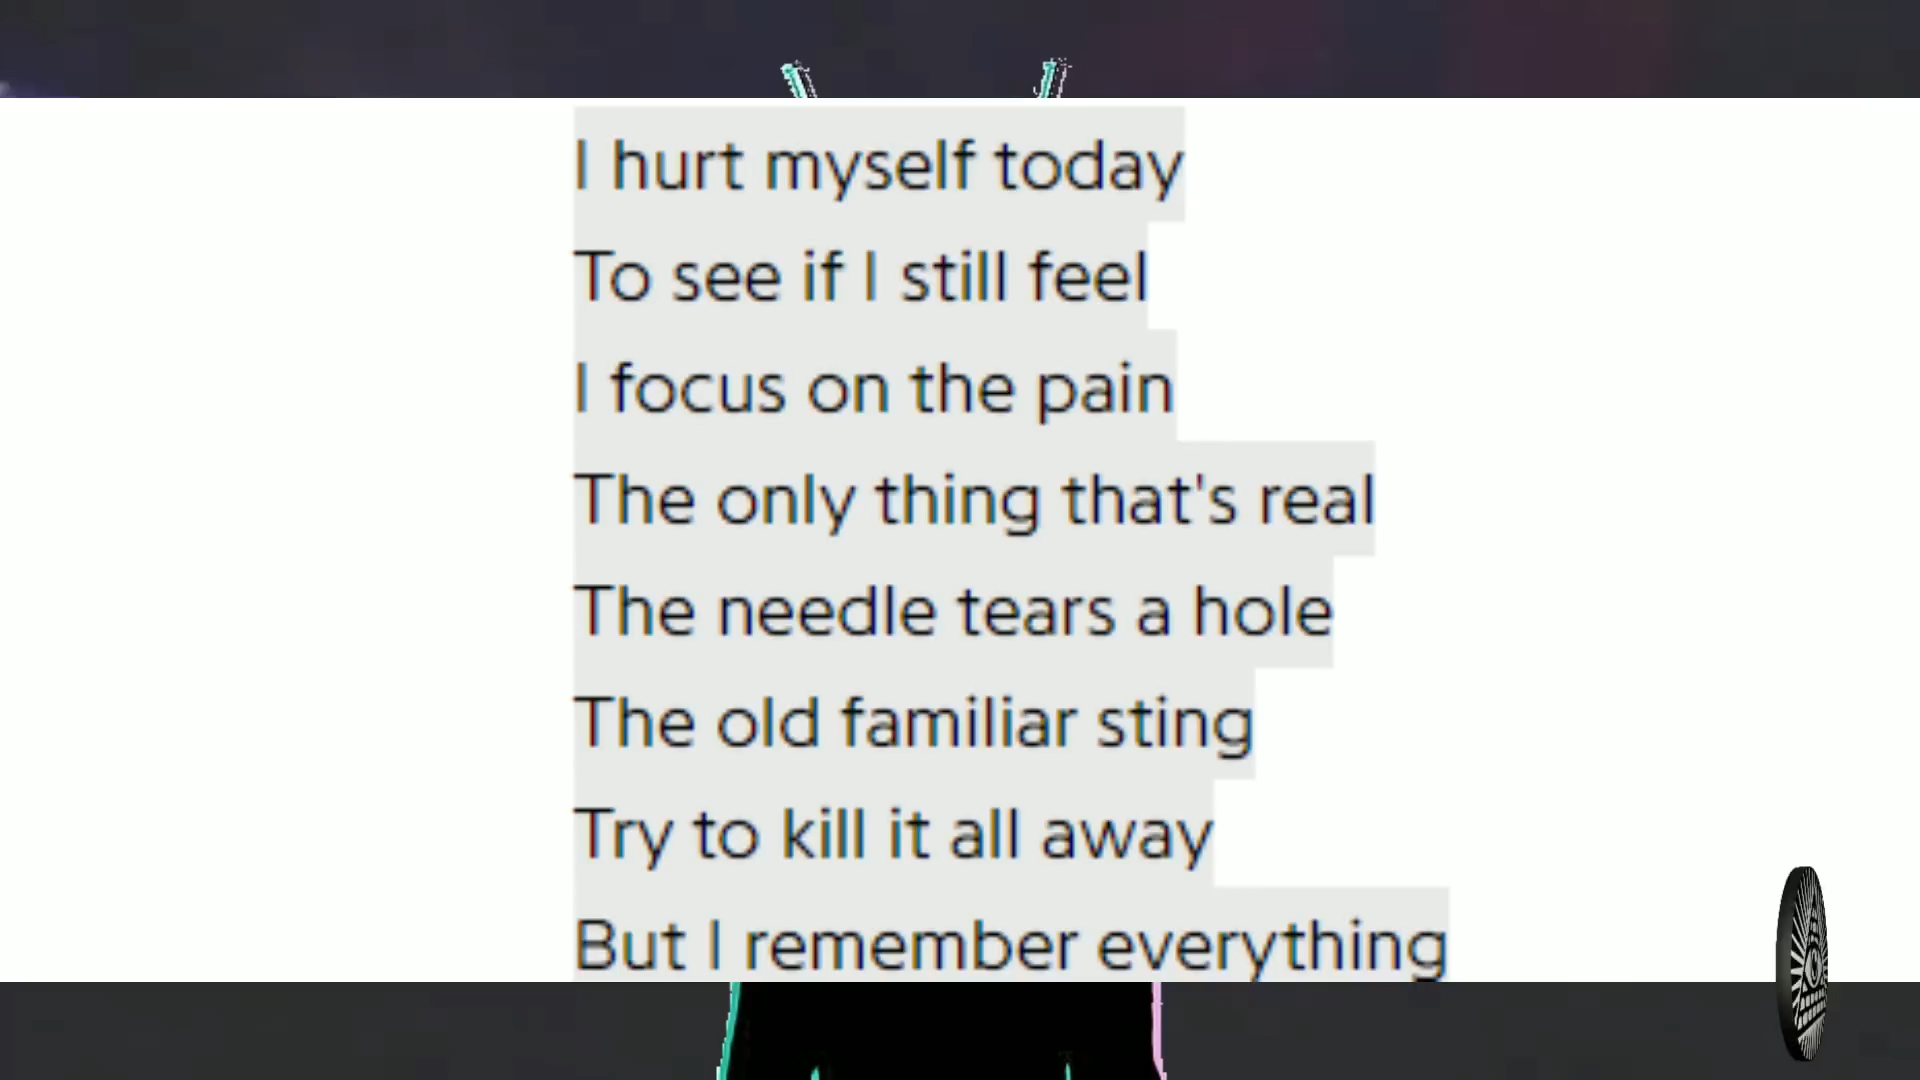 I hurt myself today
To see if I still feel
I focus on the pain
The only thing that's real
The needle tears a hole
The old familiar sting
Try to kill it all away
But I remember everything